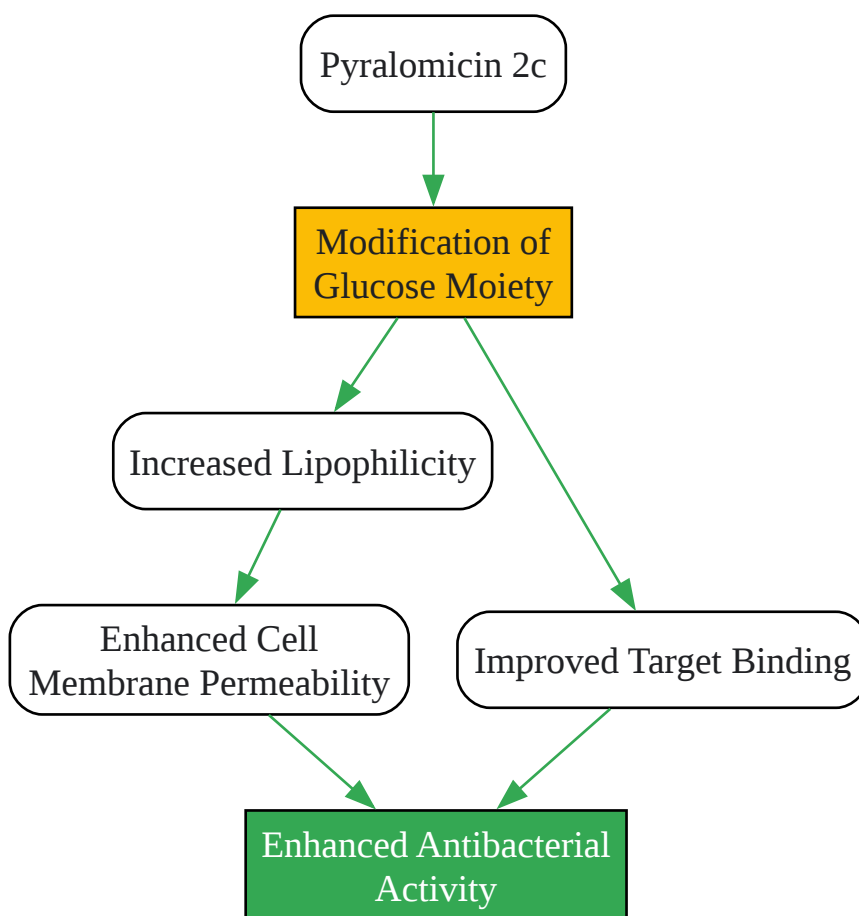 Pyralomicin 2c
Modification of
Glucose Moiety
Increased Lipophilicity
Enhanced Cell
Membrane Permeability
Improved Target Binding
Enhanced Antibacterial
Activity